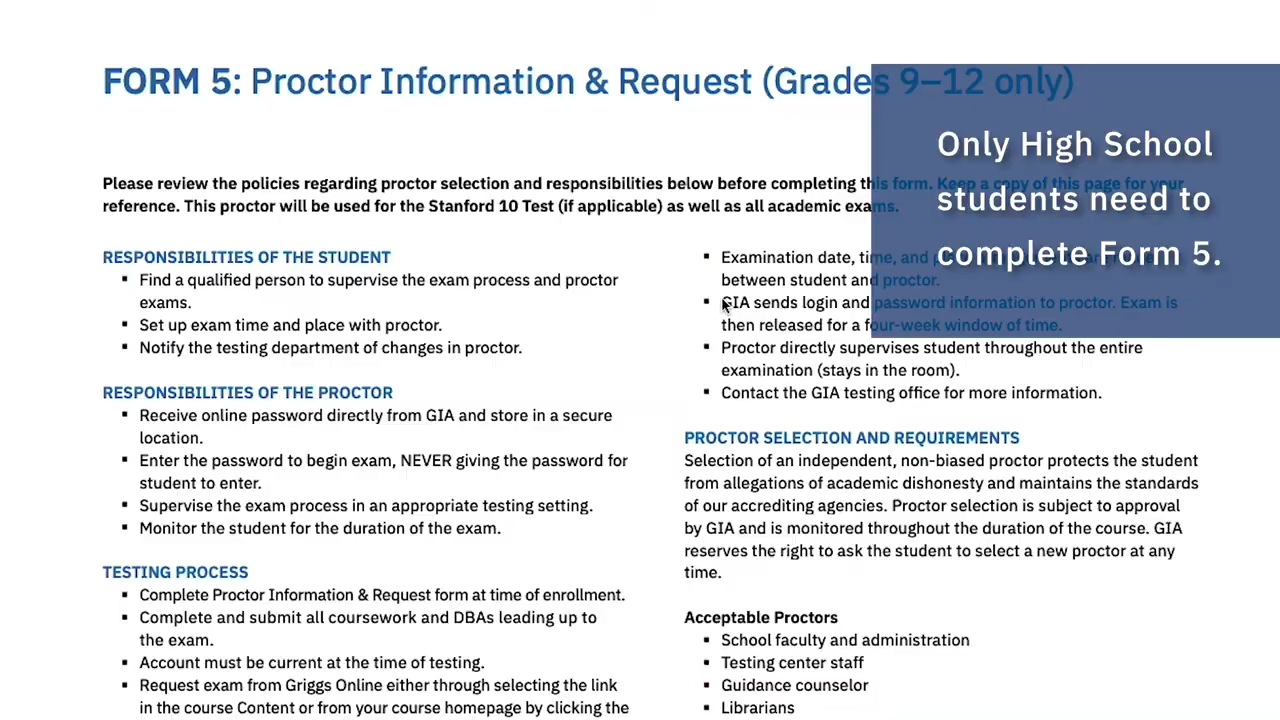 FORM 5: Proctor Information & Request (Grades 9–12 only)
Only High School
students need to
complete Form 5.
Please review the policies regarding proctor selection and responsibilities below before completing this form. Keep a copy of this page for your
reference. This proctor will be used for the Stanford 10 Test (if applicable) as well as all academic exams.
RESPONSIBILITIES OF THE STUDENT
▪ Find a qualified person to supervise the exam process and proctor
exams.
▪ Set up exam time and place with proctor.
▪ Notify the testing department of changes in proctor.
RESPONSIBILITIES OF THE PROCTOR
▪ Receive online password directly from GIA and store in a secure
location.
▪ Enter the password to begin exam, NEVER giving the password for
student to enter.
▪ Supervise the exam process in an appropriate testing setting.
▪ Monitor the student for the duration of the exam.
TESTING PROCESS
▪ Complete Proctor Information & Request form at time of enrollment.
▪ Complete and submit all coursework and DBAs leading up to
the exam.
▪ Account must be current at the time of testing.
▪ Request exam from Griggs Online either through selecting the link
in the course Content or from your course homepage by clicking the
▪ Examination date, time, and
between student and proctor.
▪ GIA sends login and password information to proctor. Exam is
then released for a four-week window of time.
▪ Proctor directly supervises student throughout the entire
examination (stays in the room).
▪ Contact the GIA testing office for more information.
PROCTOR SELECTION AND REQUIREMENTS
Selection of an independent, non-biased proctor protects the student
from allegations of academic dishonesty and maintains the standards
of our accrediting agencies. Proctor selection is subject to approval
by GIA and is monitored throughout the duration of the course. GIA
reserves the right to ask the student to select a new proctor at any
time.
Acceptable Proctors
▪ School faculty and administration
▪ Testing center staff
▪ Guidance counselor
▪ Librarians